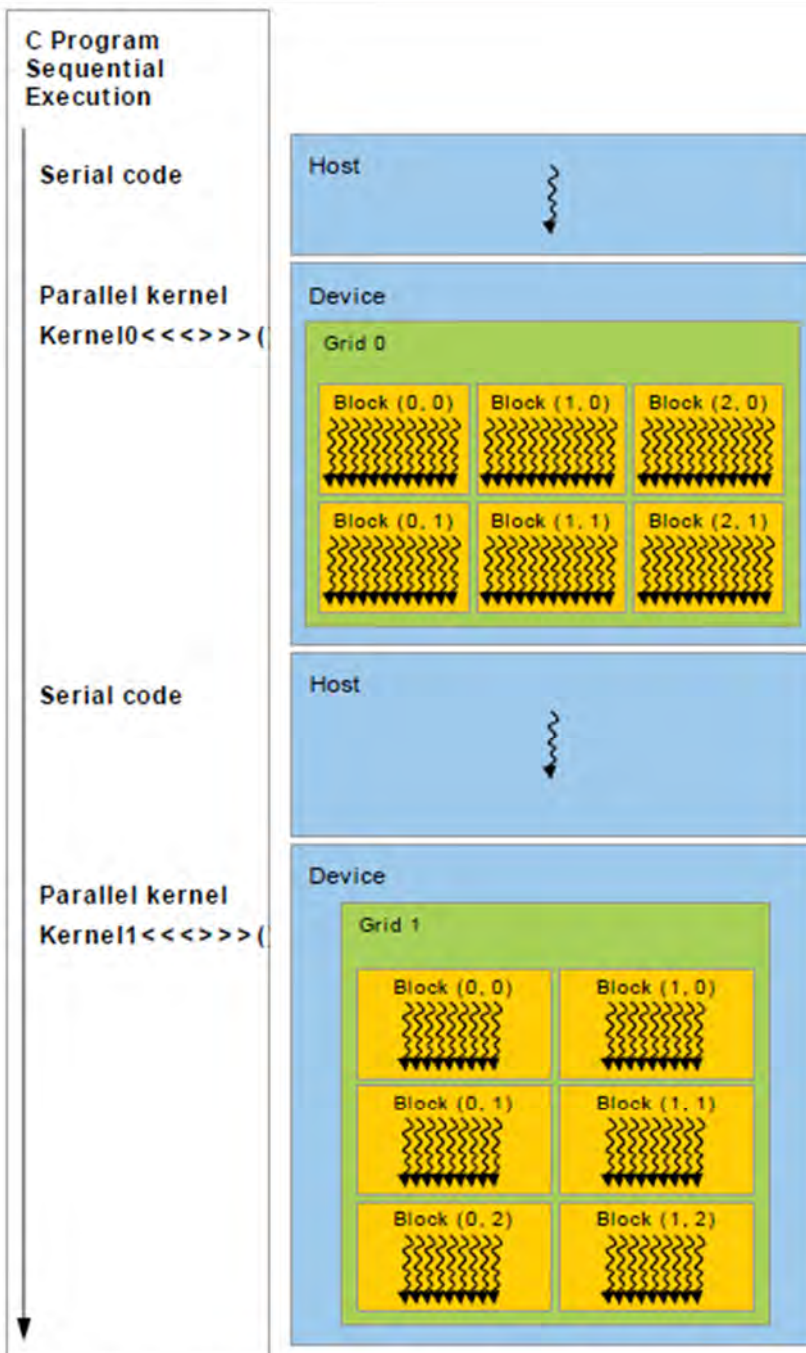 C Program
Sequential
Execution
Serial code
Host
Parallel kernel
Kernel0<<<>>>(
Device
Grid 0
Block (0, 0)
Block (1, 0)
Block (2, 0)
Block (0, 1)
Block (1, 1)
Block (2, 1)
Serial code
Host
Parallel kernel
Kernel1<<<>>>(
Device
Grid 1
Block (0, 0)
Block (1, 0)
Block (0, 1)
Block (1, 1)
Block (0, 2)
Block (1, 2)